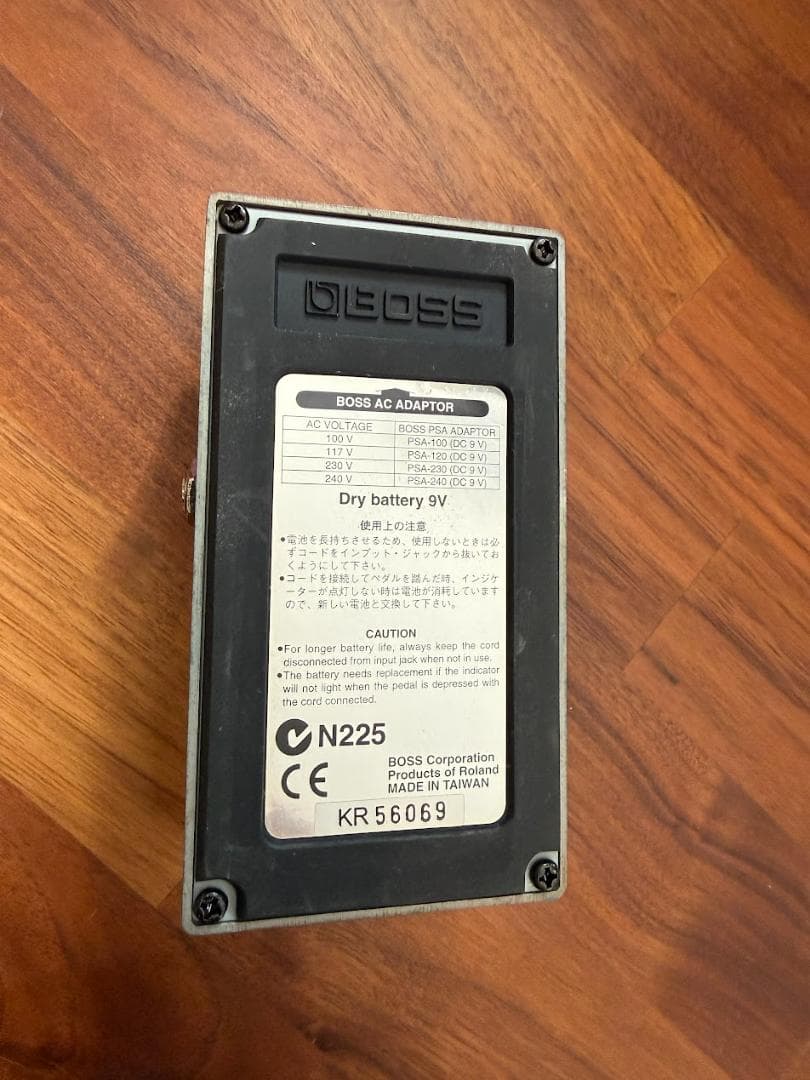 BOSS
BOSS AC ADAPTOR
AC VOLTAGE BOSS PSA ADAPTOR
100 V PSA-100 (DC 9 V)
117 V PSA-120 (DC 9 V)
230 V PSA-230 (DC 9 V)
240 V PSA-240 (DC 9 V)
Dry battery 9V
使用上の注意
●電池を長持ちさせるため、使用しないときは必
ずコードをインプット・ジャックから抜いてお
くようにして下さい。
●コードを接続してペダルを踏んだ時、インジケ
ーターが点灯しない時は電池が消耗しています
ので、新しい電池と交換して下さい。
CAUTION
●For longer battery life, always keep the cord
disconnected from input jack when not in use.
●The battery needs replacement if the indicator
will not light when the pedal is depressed with
the cord connected.
N225
CE
BOSS Corporation
Products of Roland
MADE IN TAIWAN
KR 56069